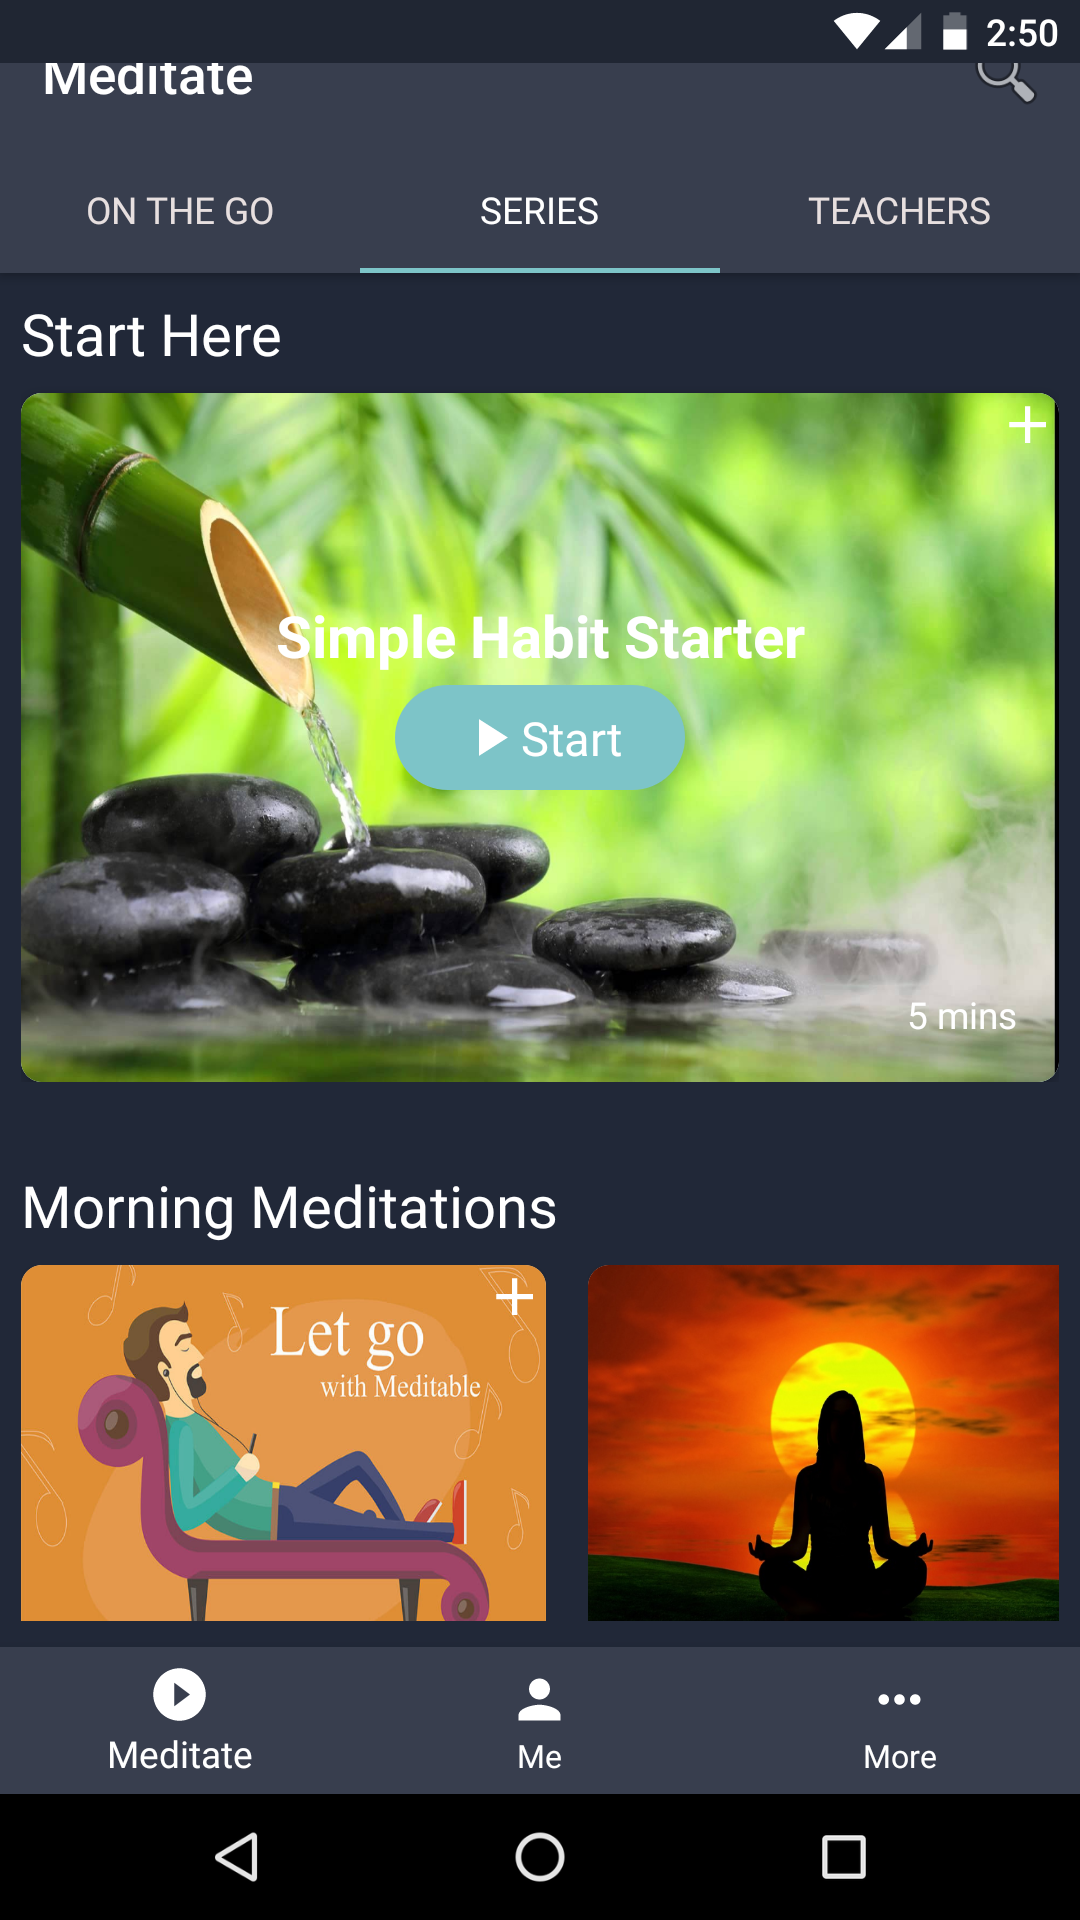 2:50
Meditate
ON THE GO
SERIES
TEACHERS
Start Here
Simple Habit Starter
Start
5 mins
Morning Meditations
Let go
with Meditable
Meditate
Me
More